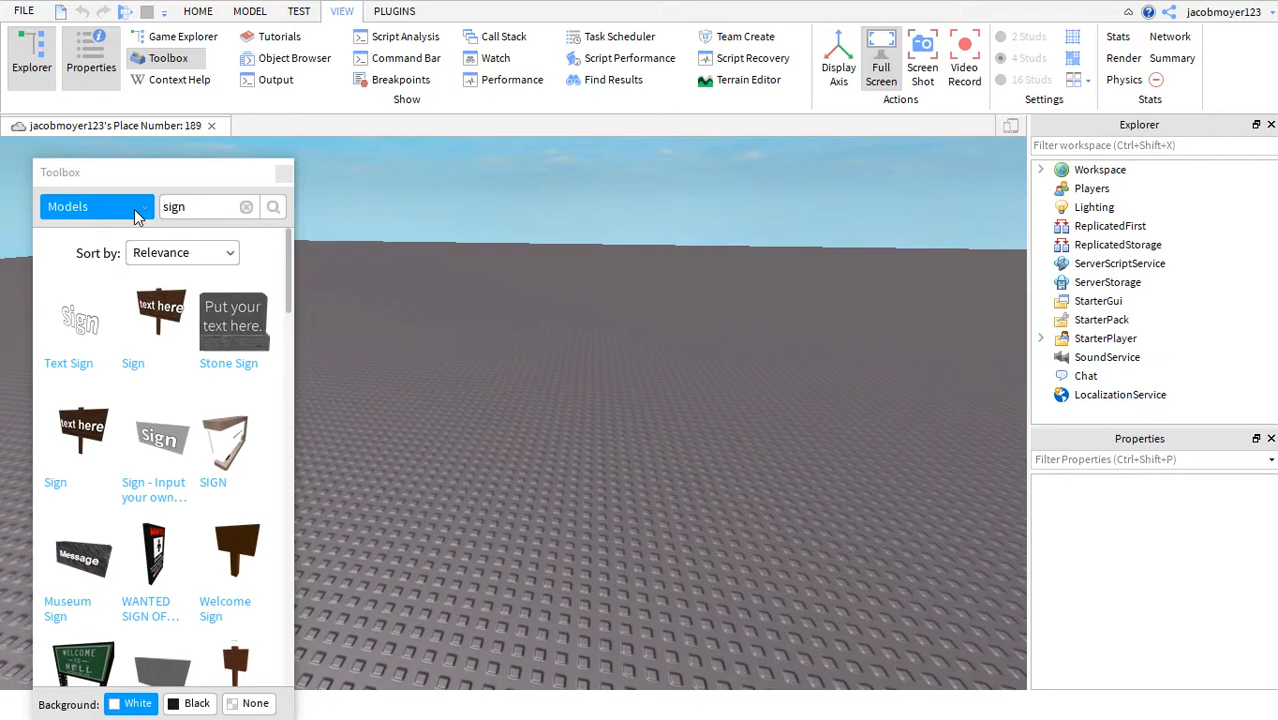 FILE HOME MODEL TEST VIEW PLUGINS jacobmoyer123
Explorer
Properties
Game Explorer
Toolbox
Context Help
Tutorials
Object Browser
Output
Script Analysis
Command Bar
Breakpoints
Call Stack
Watch
Performance
Task Scheduler
Script Performance
Find Results
Team Create
Script Recovery
Terrain Editor
Show
Display
Axis
Full
Screen
Screen
Shot
Video
Record
Actions
2 Studs
4 Studs
16 Studs
Settings
Stats Network
Render Summary
Physics
Stats
jacobmoyer123's Place Number: 189
Toolbox
Models sign
Sort by: Relevance
Sign
text here
Put your
text here.
Text Sign Sign Stone Sign
text here
Sign
Sign Sign - Input
your own...
SIGN
Message
WANTED
Museum
Sign
WANTED
SIGN OF...
Welcome
Sign
WELCOME
TO
HELL
Background: White Black None
Explorer
Filter workspace (Ctrl+Shift+X)
Workspace
Players
Lighting
ReplicatedFirst
ReplicatedStorage
ServerScriptService
ServerStorage
StarterGui
StarterPack
StarterPlayer
SoundService
Chat
LocalizationService
Properties
Filter Properties (Ctrl+Shift+P)